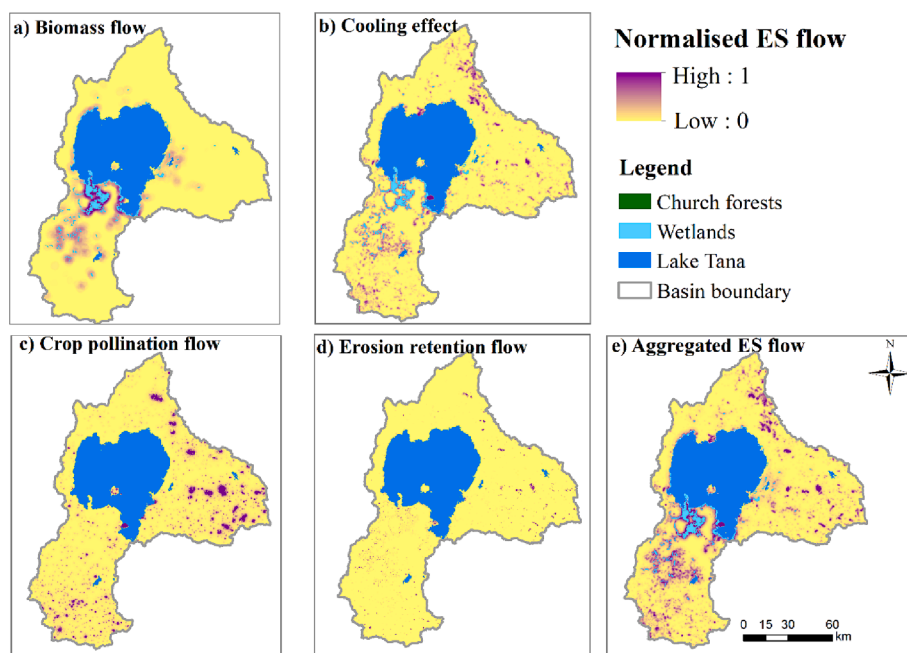 a) Biomass flow
b) Cooling effect
Normalised ES flow
High : 1
Low : 0
Legend
Church forests
Wetlands
Lake Tana
Basin boundary
c) Crop pollination flow
d) Erosion retention flow
e) Aggregated ES flow
N
0 15 30 60
km